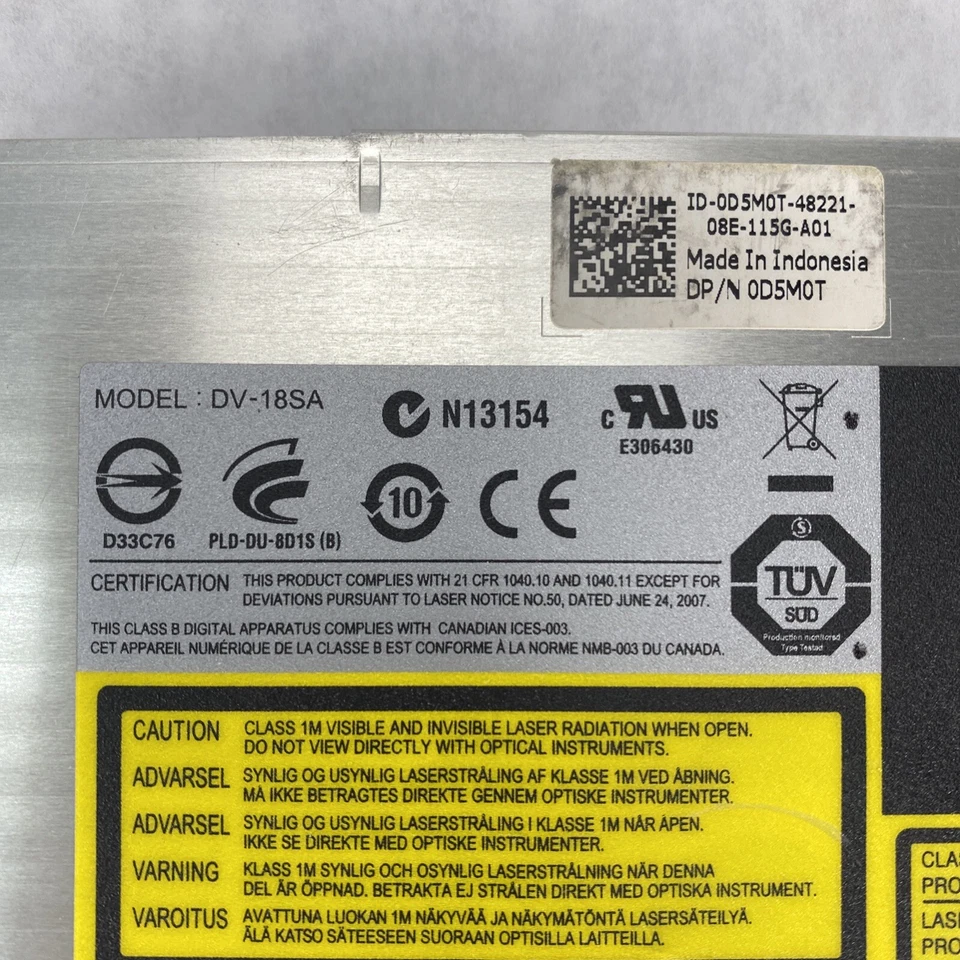 ID-0D5M0T-48221-
08E-115G-A01
Made In Indonesia
DP/N 0D5M0T
MODEL : DV-18SA
N13154
C RU US
E306430
D33C76
PLD-DU-8D1S (B)
10
CE
TÜV
SÜD
Production monitored
Type Tested
CERTIFICATION THIS PRODUCT COMPLIES WITH 21 CFR 1040.10 AND 1040.11 EXCEPT FOR
DEVIATIONS PURSUANT TO LASER NOTICE NO.50, DATED JUNE 24, 2007.
THIS CLASS B DIGITAL APPARATUS COMPLIES WITH CANADIAN ICES-003.
CET APPAREIL NUMÉRIQUE DE LA CLASSE B EST CONFORME À LA NORME NMB-003 DU CANADA.
CAUTION CLASS 1M VISIBLE AND INVISIBLE LASER RADIATION WHEN OPEN.
DO NOT VIEW DIRECTLY WITH OPTICAL INSTRUMENTS.
ADVARSEL SYNLIG OG USYNLIG LASERSTRÅLING AF KLASSE 1M VED ÅBNING.
MÅ IKKE BETRAGTES DIREKTE GENNEM OPTISKE INSTRUMENTER.
ADVARSEL SYNLIG OG USYNLIG LASERSTRÅLING I KLASSE 1M NÅR ÅPEN.
IKKE SE DIREKTE MED OPTISKE INSTRUMENTER.
VARNING KLASS 1M SYNLIG OCH OSYNLIG LASERSTRÅLNING NÄR DENNA
DEL ÄR ÖPPNAD. BETRAKTA EJ STRÅLEN DIREKT MED OPTISKA INSTRUMENT.
VAROITUS AVATTUNA LUOKAN 1M NÄKYVÄÄ JA NÄKYMÄTÖNTÄ LASERSÄTEILYÄ.
ÄLÄ KATSO SÄTEESEEN SUORAAN OPTISILLA LAITTEILLA.
CLAS
PRO
LASE
PRO